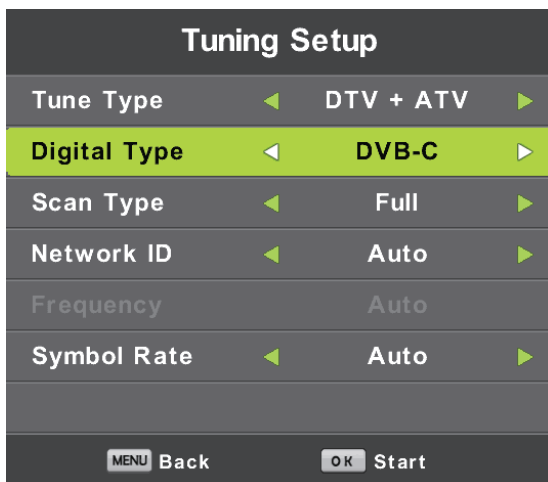 Tuning Setup
Tune Type DTV + ATV
Digital Type DVB-C
Scan Type Full
Network ID Auto
Frequency Auto
Symbol Rate Auto
MENU Back OK Start